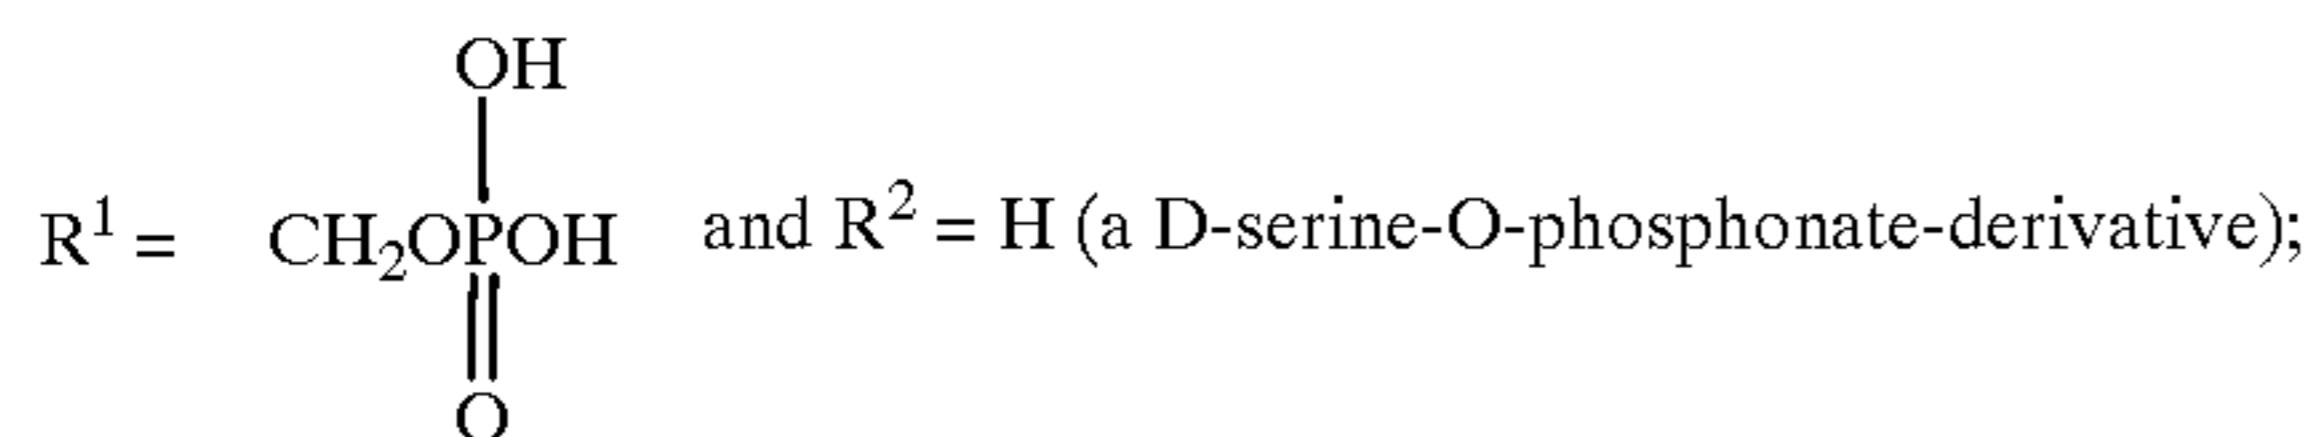 OH
R¹ = CH₂OPOH and R² = H (a D-serine-O-phosphonate-derivative);
O